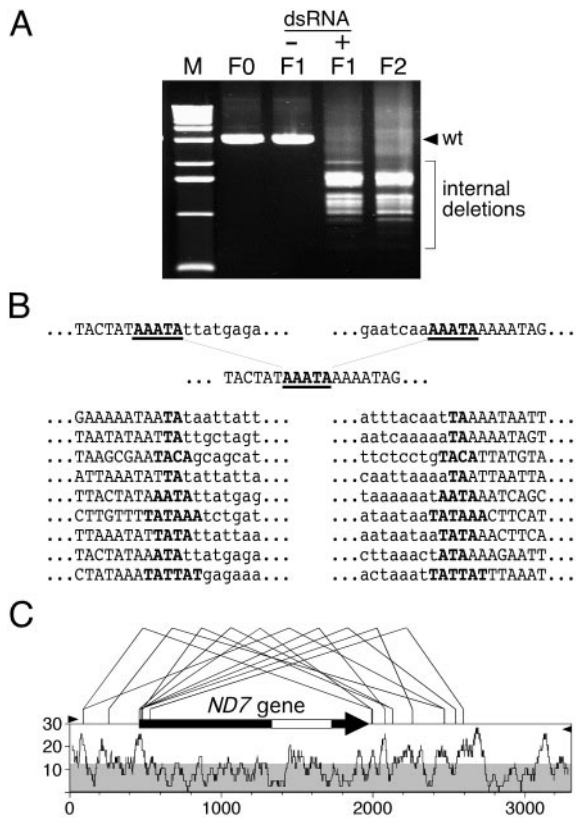 A
dsRNA
− +
M F0 F1 F1 F2
wt
internal
deletions
B
...TACTATAAATAttatgaga... ...gaatcaaAAATAAAAATAG...
... TACTATAAATAAAAATAG...
...GAAAAATAATAtaattatt... ...atttacaatTAAAATAATT...
...TAATATAATTAttgctagt... ...aatcaaaaaTAAAAATAGT...
...TAAGCGAATACAgcagcat... ...ttctcctgTACATTATGTA...
...ATTAAATATTAttatatta... ...caattaaaaTAATTAATTA...
...TTACTATAAATAttatgag... ...taaaaaatAATAAATCAGC...
...CTTGTTTTATAAAtctgat... ...ataataaTATAAACTTCAT...
...TTAAATATTATAttattaa... ...aataataaTATAAACTTCA...
...TACTATAAATAttatgaga... ...cttaaactATAAAAGAATT...
...CTATAAATATTATgagaaa... ...actaaatTATTATTTAAAT...
C
ND7 gene
30
20
10
0 1000 2000 3000